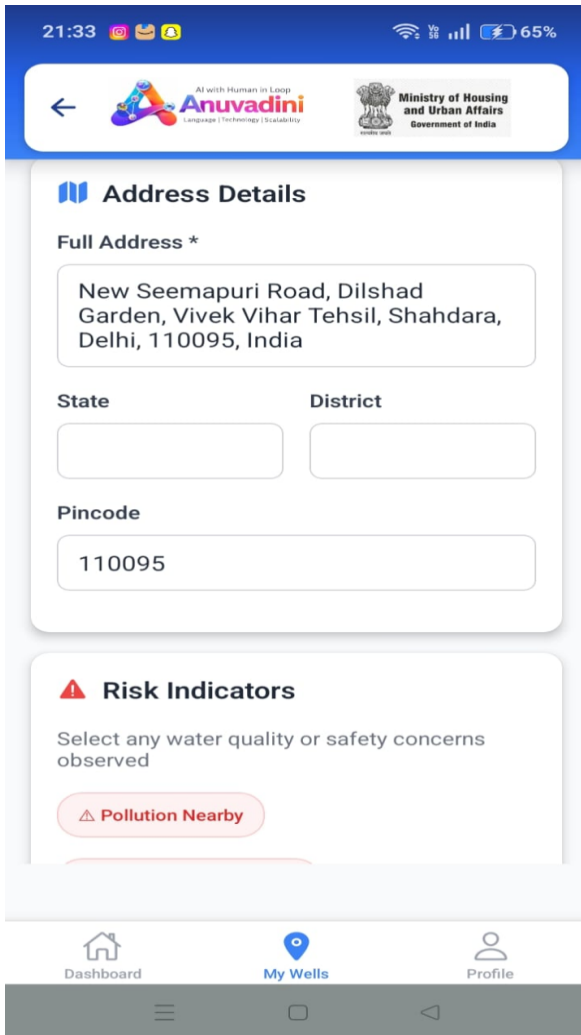 21:33
Vo
5G
65%
AI with Human in Loop
Anuvadini
Language | Technology | Scalability
Ministry of Housing
and Urban Affairs
Government of India
Address Details
Full Address *
New Seemapuri Road, Dilshad
Garden, Vivek Vihar Tehsil, Shahdara,
Delhi, 110095, India
State
District
Pincode
110095
Risk Indicators
Select any water quality or safety concerns
observed
⚠ Pollution Nearby
Dashboard
My Wells
Profile